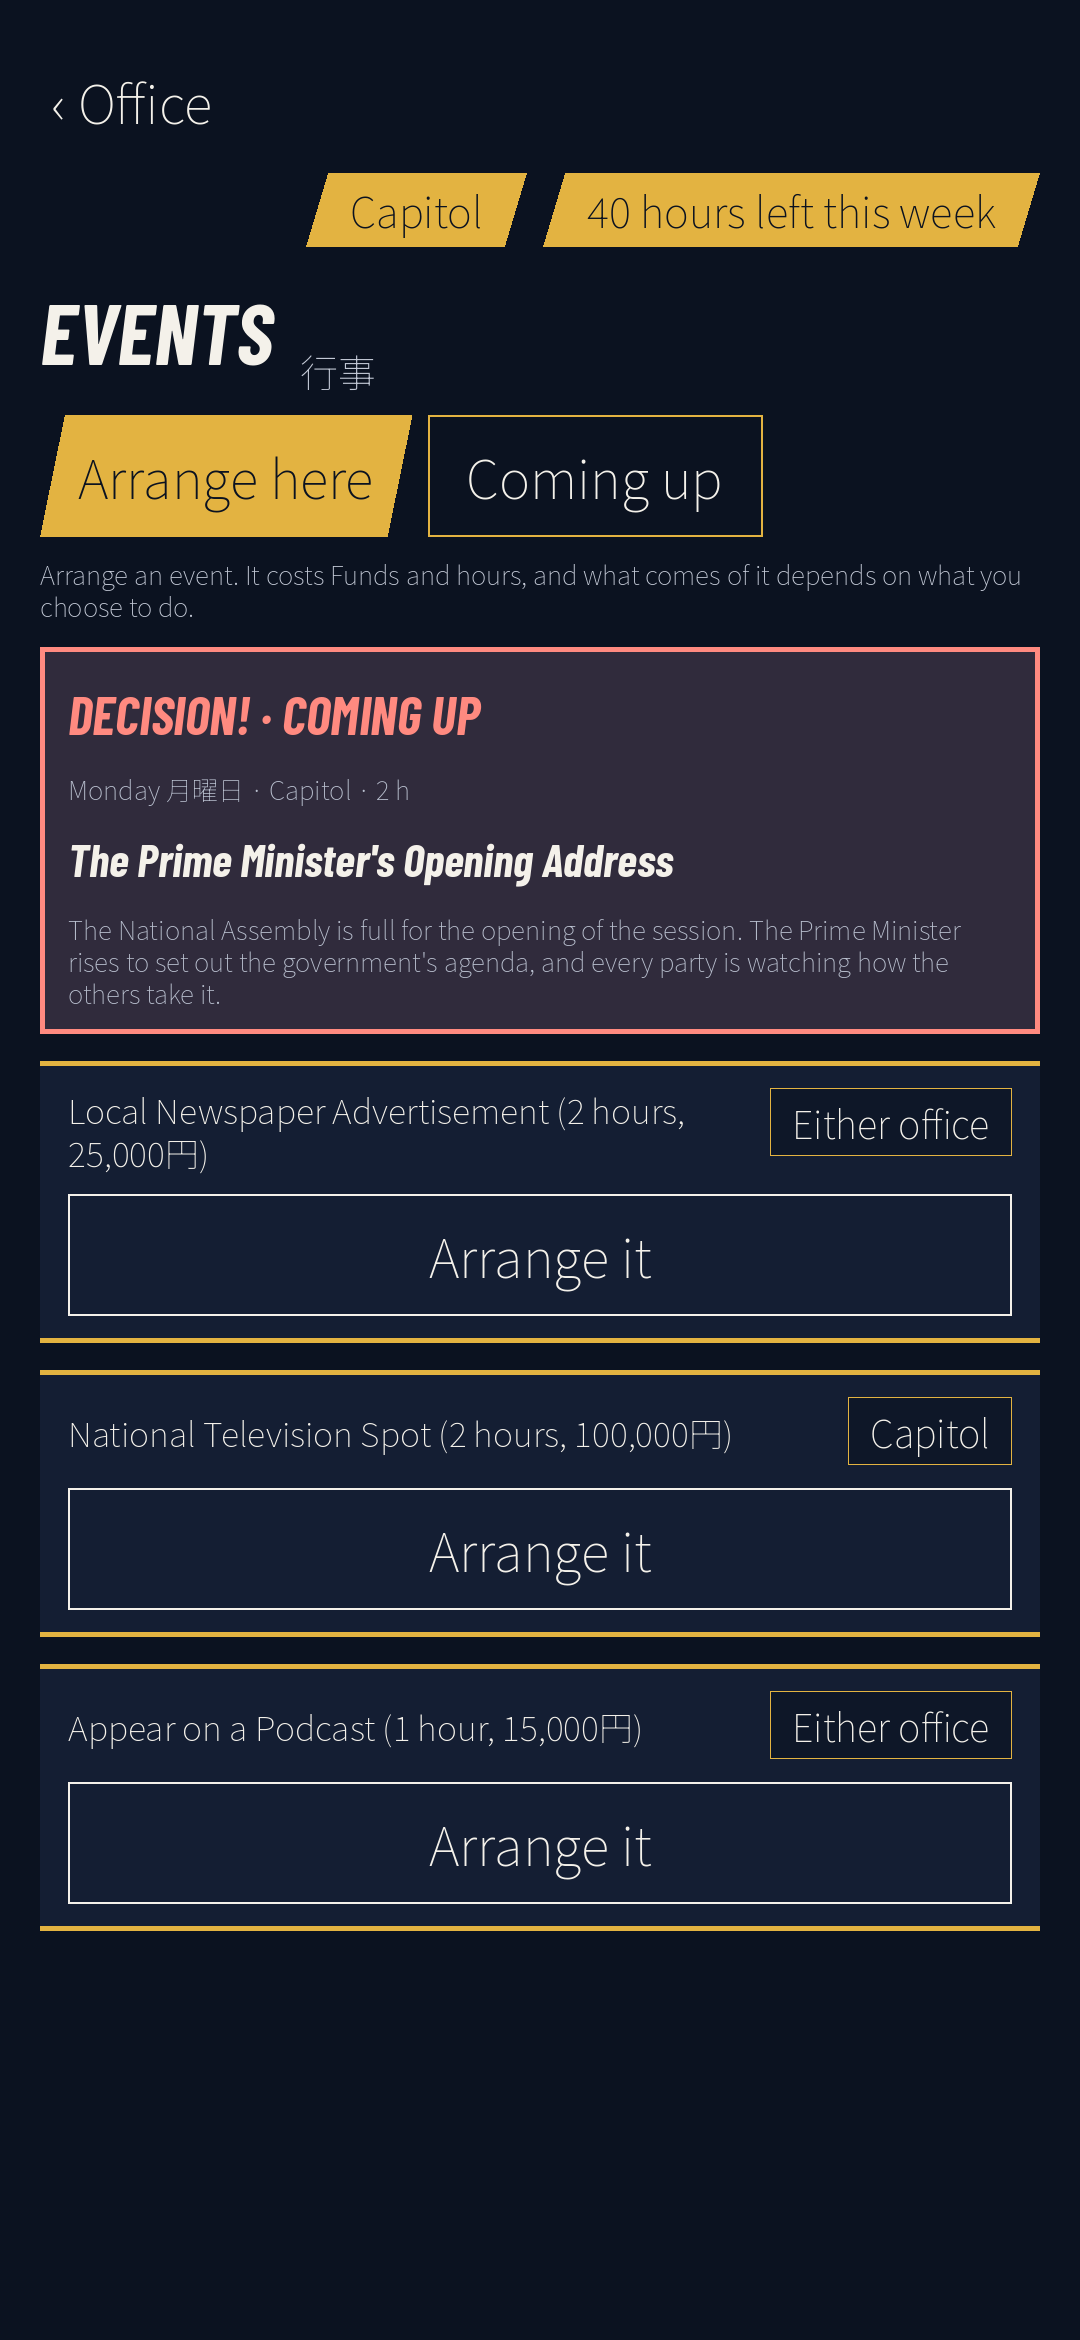 ‹ Office
Capitol
40 hours left this week
EVENTS 行事
Arrange here
Coming up
Arrange an event. It costs Funds and hours, and what comes of it depends on what you
choose to do.
DECISION! · COMING UP
Monday 月曜日 · Capitol · 2 h
The Prime Minister's Opening Address
The National Assembly is full for the opening of the session. The Prime Minister
rises to set out the government's agenda, and every party is watching how the
others take it.
Local Newspaper Advertisement (2 hours,
25,000円)
Either office
Arrange it
National Television Spot (2 hours, 100,000円)
Capitol
Arrange it
Appear on a Podcast (1 hour, 15,000円)
Either office
Arrange it